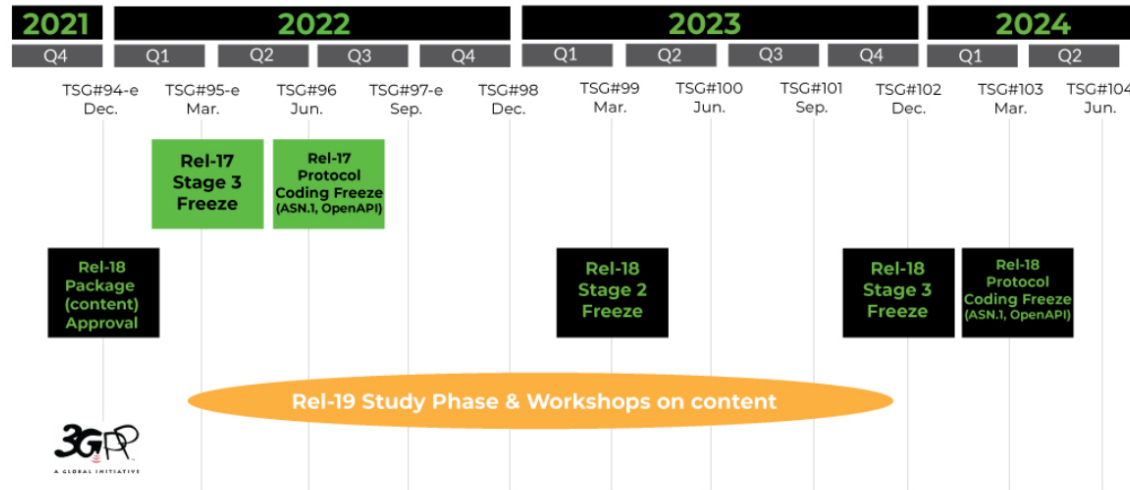 2021 2022 2023 2024
Q4 Q1 Q2 Q3 Q4 Q1 Q2 Q3 Q4 Q1 Q2
TSG#94-e TSG#95-e TSG#96 TSG#97-e TSG#98 TSG#99 TSG#100 TSG#101 TSG#102 TSG#103 TSG#104
Dec. Mar. Jun. Sep. Dec. Mar. Jun. Sep. Dec. Mar. Jun.
Rel-17
Stage 3
Freeze
Rel-17
Protocol
Coding Freeze
(ASN.1, OpenAPI)
Rel-18
Package
(content)
Approval
Rel-18
Stage 2
Freeze
Rel-18
Stage 3
Freeze
Rel-18
Protocol
Coding Freeze
(ASN.1, OpenAPI)
Rel-19 Study Phase & Workshops on content
3GPP
A GLOBAL INITIATIVE